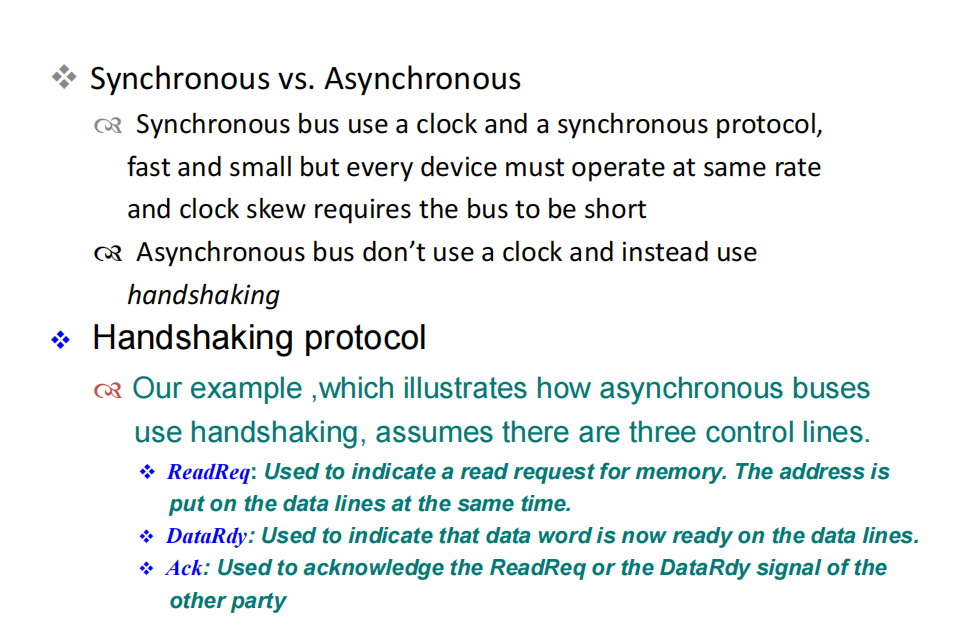 Synchronous vs. Asynchronous
Synchronous bus use a clock and a synchronous protocol,
fast and small but every device must operate at same rate
and clock skew requires the bus to be short
Asynchronous bus don’t use a clock and instead use
handshaking
Handshaking protocol
Our example ,which illustrates how asynchronous buses
use handshaking, assumes there are three control lines.
ReadReq: Used to indicate a read request for memory. The address is
put on the data lines at the same time.
DataRdy: Used to indicate that data word is now ready on the data lines.
Ack: Used to acknowledge the ReadReq or the DataRdy signal of the
other party